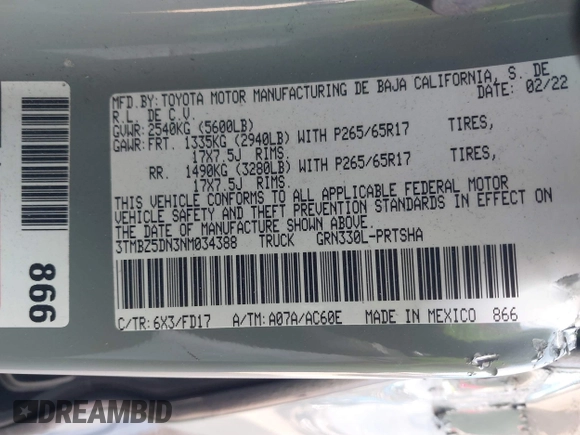 MFD.BY:TOYOTA MOTOR MANUFACTURING DE BAJA CALIFORNIA, S. DE
R.L. DE C.V. DATE: 02/22
GVWR: 2540KG (5600LB)
GAWR: FRT. 1335KG (2940LB) WITH P265/65R17 TIRES,
17X7.5J RIMS.
RR. 1490KG (3280LB) WITH P265/65R17 TIRES,
17X7.5J RIMS.
THIS VEHICLE CONFORMS TO ALL APPLICABLE FEDERAL MOTOR
VEHICLE SAFETY AND THEFT PREVENTION STANDARDS IN EFFECT ON
THE DATE OF MANUFACTURE SHOWN ABOVE.
3TMBZ5DN3NM034388 TRUCK GRN330L-PRTSHA
C/TR: 6X3/FD17 A/TM: A07A/AC60E MADE IN MEXICO 866
866
DREAMBID